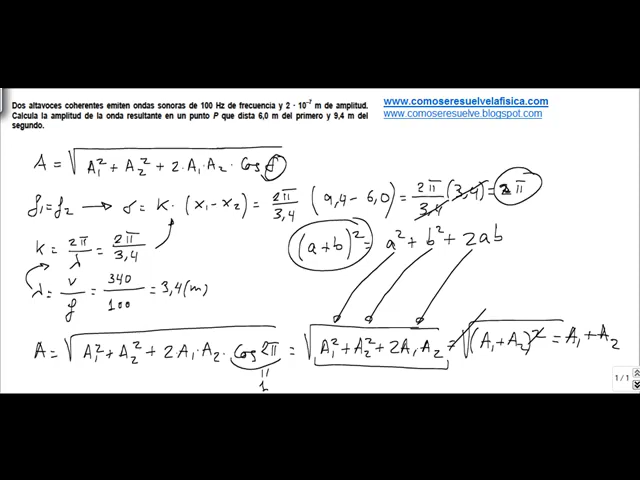 Dos altavoces coherentes emiten ondas sonoras de 100 Hz de frecuencia y 2 · 10⁻⁷ m de amplitud.
Calcula la amplitud de la onda resultante en un punto P que dista 6,0 m del primero y 9,4 m del
segundo.
www.comoseresuelvelafisica.com
www.comoseresuelve.blogspot.com
A = √(A₁² + A₂² + 2·A₁·A₂·cos δ)
f₁=f₂ → δ = K·(x₁-x₂) = 2π/3,4 (9,4 - 6,0) = 2π/3,4 (3,4) = 2π
K = 2π/λ = 2π/3,4
(a+b)² = a² + b² + 2ab
λ = v/f = 340/100 = 3,4 (m)
A = √(A₁² + A₂² + 2·A₁·A₂·cos 2π) = √(A₁² + A₂² + 2A₁A₂) = √(A₁ + A₂)² = A₁ + A₂
1
1 / 1